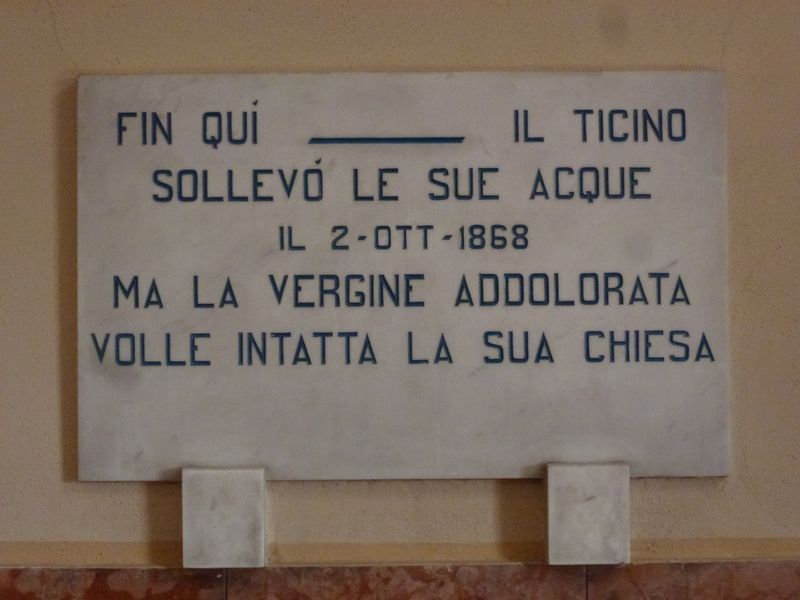 FIN QUÍ IL TICINO
SOLLEVÓ LE SUE ACQUE
IL 2-OTT-1868
MA LA VERGINE ADDOLORATA
VOLLE INTATTA LA SUA CHIESA